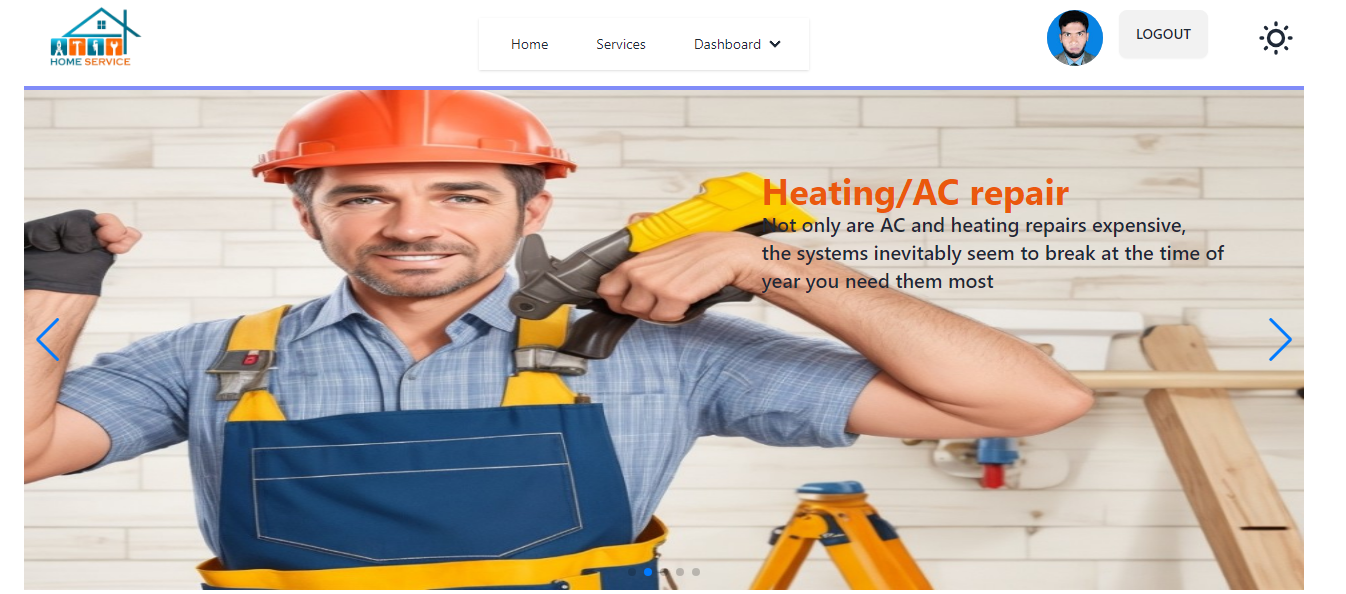 HOME SERVICE
Home
Services
Dashboard
LOGOUT
Heating/AC repair
Not only are AC and heating repairs expensive,
the systems inevitably seem to break at the time of
year you need them most